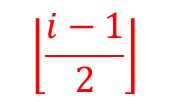 ⌊(i − 1)/2⌋